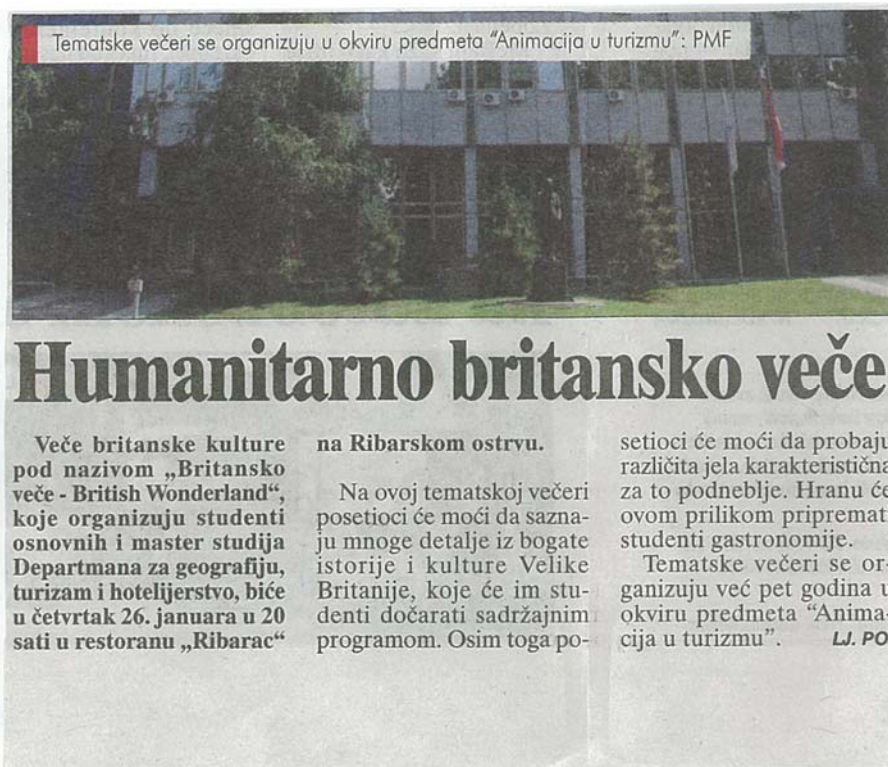 Tematske večeri se organizuju u okviru predmeta "Animacija u turizmu": PMF
Humanitarno britansko veče
Veče britanske kulture
pod nazivom „Britansko
veče - British Wonderland“,
koje organizuju studenti
osnovnih i master studija
Departmana za geografiju,
turizam i hotelijerstvo, biće
u četvrtak 26. januara u 20
sati u restoranu „Ribarac“
na Ribarskom ostrvu.
Na ovoj tematskoj večeri
posetioci će moći da sazna-
ju mnoge detalje iz bogate
istorije i kulture Velike
Britanije, koje će im stu-
denti dočarati sadržajnim
programom. Osim toga po-
setioci će moći da probaju
različita jela karakteristična
za to podneblje. Hranu će
ovom prilikom pripremati
studenti gastronomije.
Tematske večeri se or-
ganizuju već pet godina u
okviru predmeta “Anima-
cija u turizmu”. LJ. PO